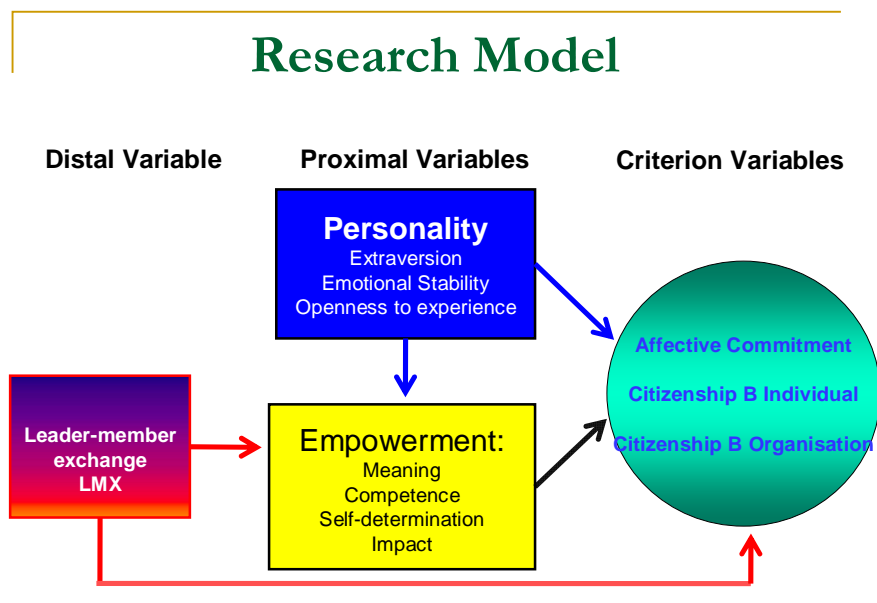 Research Model
Distal Variable
Proximal Variables
Criterion Variables
Personality
Extraversion
Emotional Stability
Openness to experience
Leader-member
exchange
LMX
Empowerment:
Meaning
Competence
Self-determination
Impact
Affective Commitment
Citizenship B Individual
Citizenship B Organisation